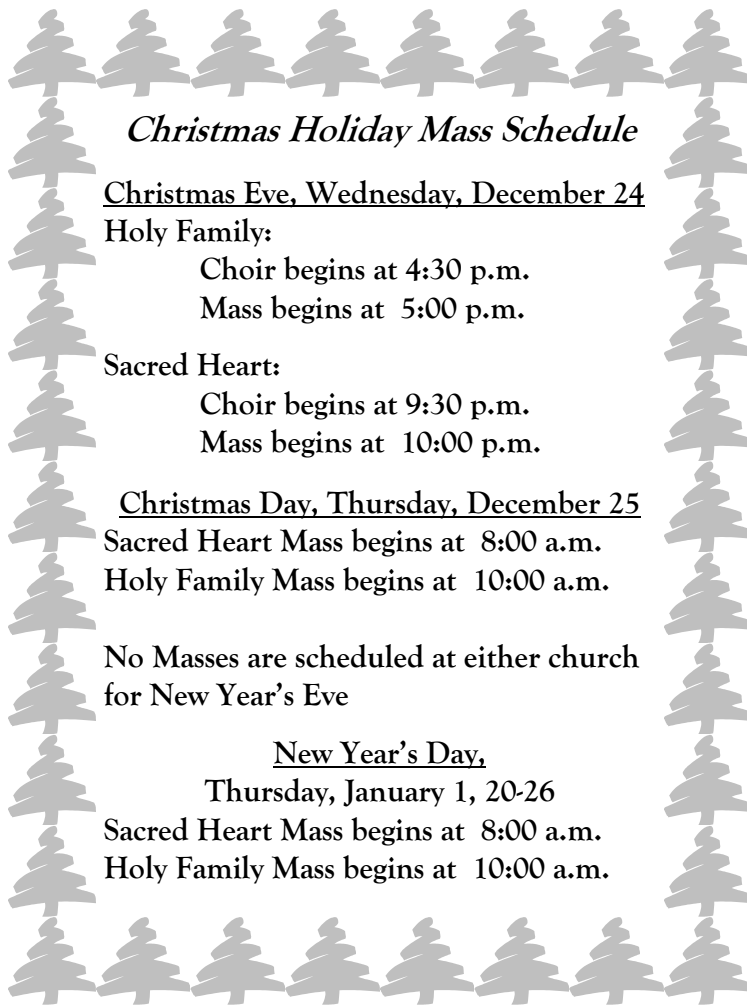 Christmas Holiday Mass Schedule
Christmas Eve, Wednesday, December 24
Holy Family:
Choir begins at 4:30 p.m.
Mass begins at 5:00 p.m.
Sacred Heart:
Choir begins at 9:30 p.m.
Mass begins at 10:00 p.m.
Christmas Day, Thursday, December 25
Sacred Heart Mass begins at 8:00 a.m.
Holy Family Mass begins at 10:00 a.m.
No Masses are scheduled at either church
for New Year's Eve
New Year's Day,
Thursday, January 1, 20-26
Sacred Heart Mass begins at 8:00 a.m.
Holy Family Mass begins at 10:00 a.m.